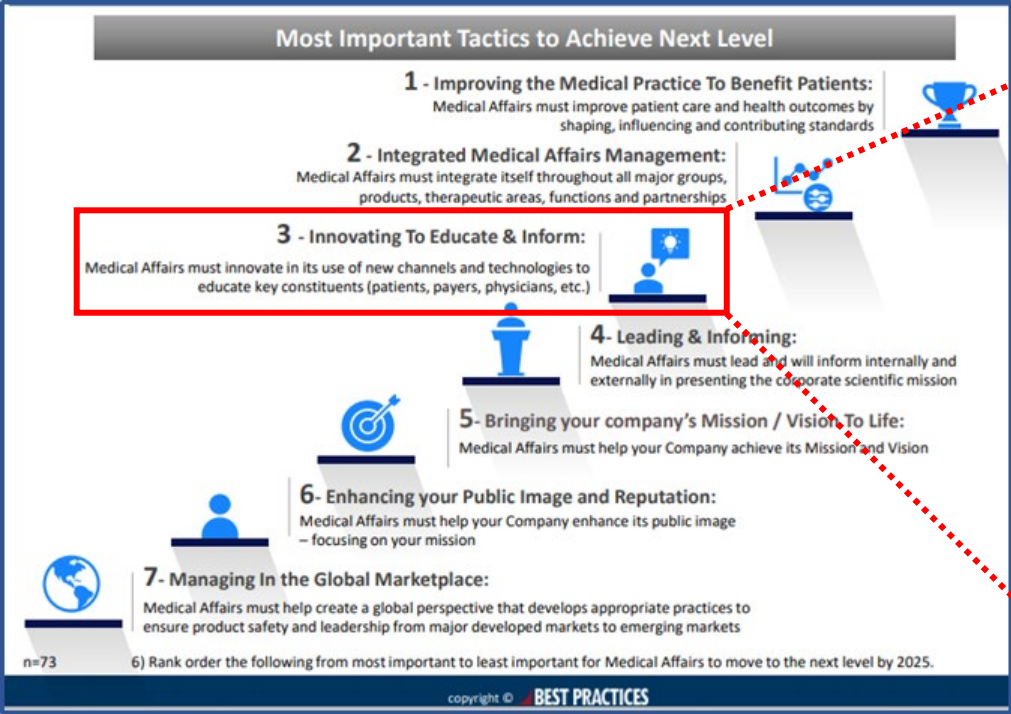 Most Important Tactics to Achieve Next Level
1 - Improving the Medical Practice To Benefit Patients:
Medical Affairs must improve patient care and health outcomes by
shaping, influencing and contributing standards
2 - Integrated Medical Affairs Management:
Medical Affairs must integrate itself throughout all major groups,
products, therapeutic areas, functions and partnerships
3 - Innovating To Educate & Inform:
Medical Affairs must innovate in its use of new channels and technologies to
educate key constituents (patients, payers, physicians, etc.)
4- Leading & Informing:
Medical Affairs must lead and will inform internally and
externally in presenting the corporate scientific mission
5- Bringing your company's Mission / Vision To Life:
Medical Affairs must help your Company achieve its Mission and Vision
6- Enhancing your Public Image and Reputation:
Medical Affairs must help your Company enhance its public image
– focusing on your mission
7- Managing In the Global Marketplace:
Medical Affairs must help create a global perspective that develops appropriate practices to
ensure product safety and leadership from major developed markets to emerging markets
n=73 6) Rank order the following from most important to least important for Medical Affairs to move to the next level by 2025.
copyright © BEST PRACTICES